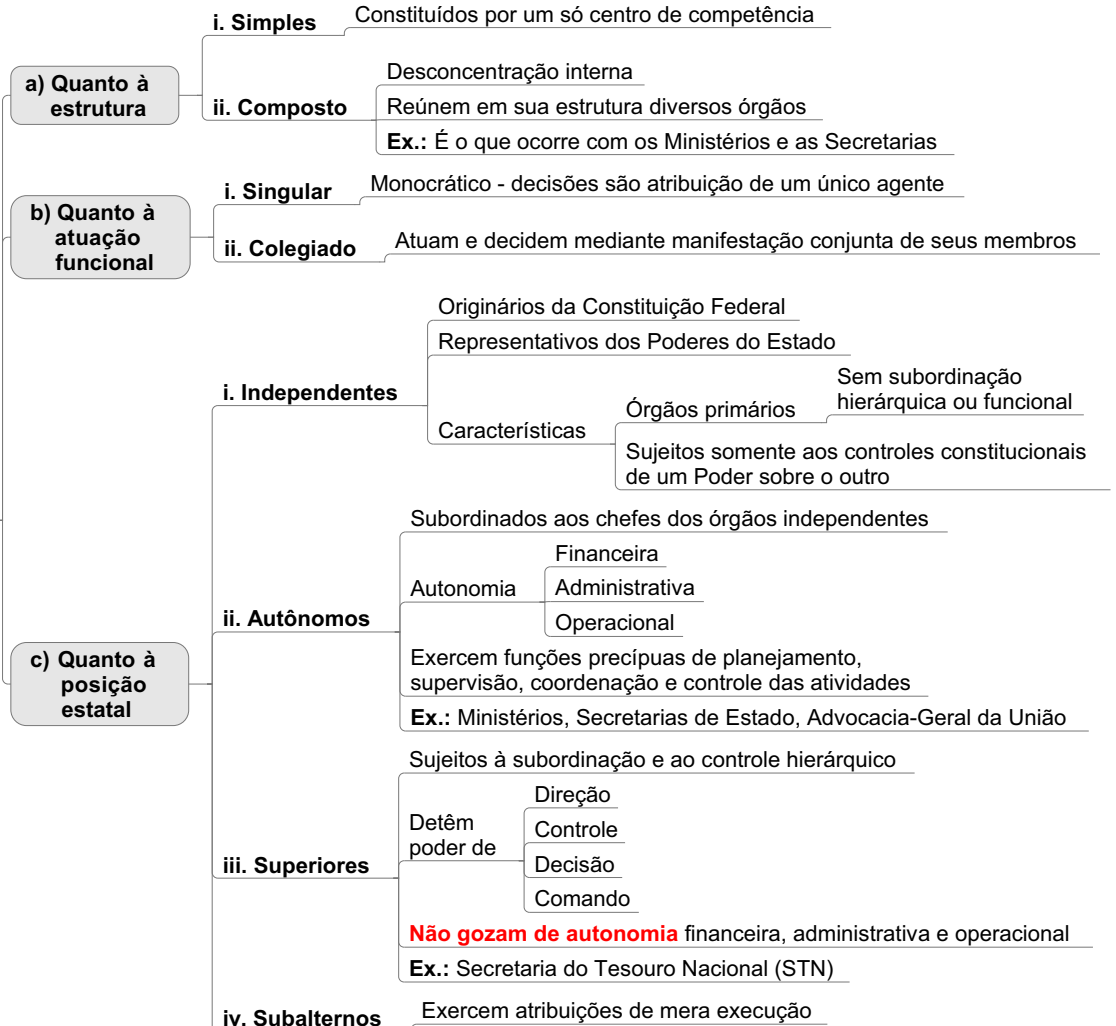 a) Quanto à
estrutura
i. Simples
Constituídos por um só centro de competência
ii. Composto
Desconcentração interna
Reúnem em sua estrutura diversos órgãos
Ex.: É o que ocorre com os Ministérios e as Secretarias
b) Quanto à
atuação
funcional
i. Singular
Monocrático - decisões são atribuição de um único agente
ii. Colegiado
Atuam e decidem mediante manifestação conjunta de seus membros
c) Quanto à
posição
estatal
i. Independentes
Originários da Constituição Federal
Representativos dos Poderes do Estado
Características
Órgãos primários
Sem subordinação
hierárquica ou funcional
Sujeitos somente aos controles constitucionais
de um Poder sobre o outro
ii. Autônomos
Subordinados aos chefes dos órgãos independentes
Autonomia
Financeira
Administrativa
Operacional
Exercem funções precípuas de planejamento,
supervisão, coordenação e controle das atividades
Ex.: Ministérios, Secretarias de Estado, Advocacia-Geral da União
iii. Superiores
Sujeitos à subordinação e ao controle hierárquico
Detêm
poder de
Direção
Controle
Decisão
Comando
Não gozam de autonomia financeira, administrativa e operacional
Ex.: Secretaria do Tesouro Nacional (STN)
iv. Subalternos
Exercem atribuições de mera execução